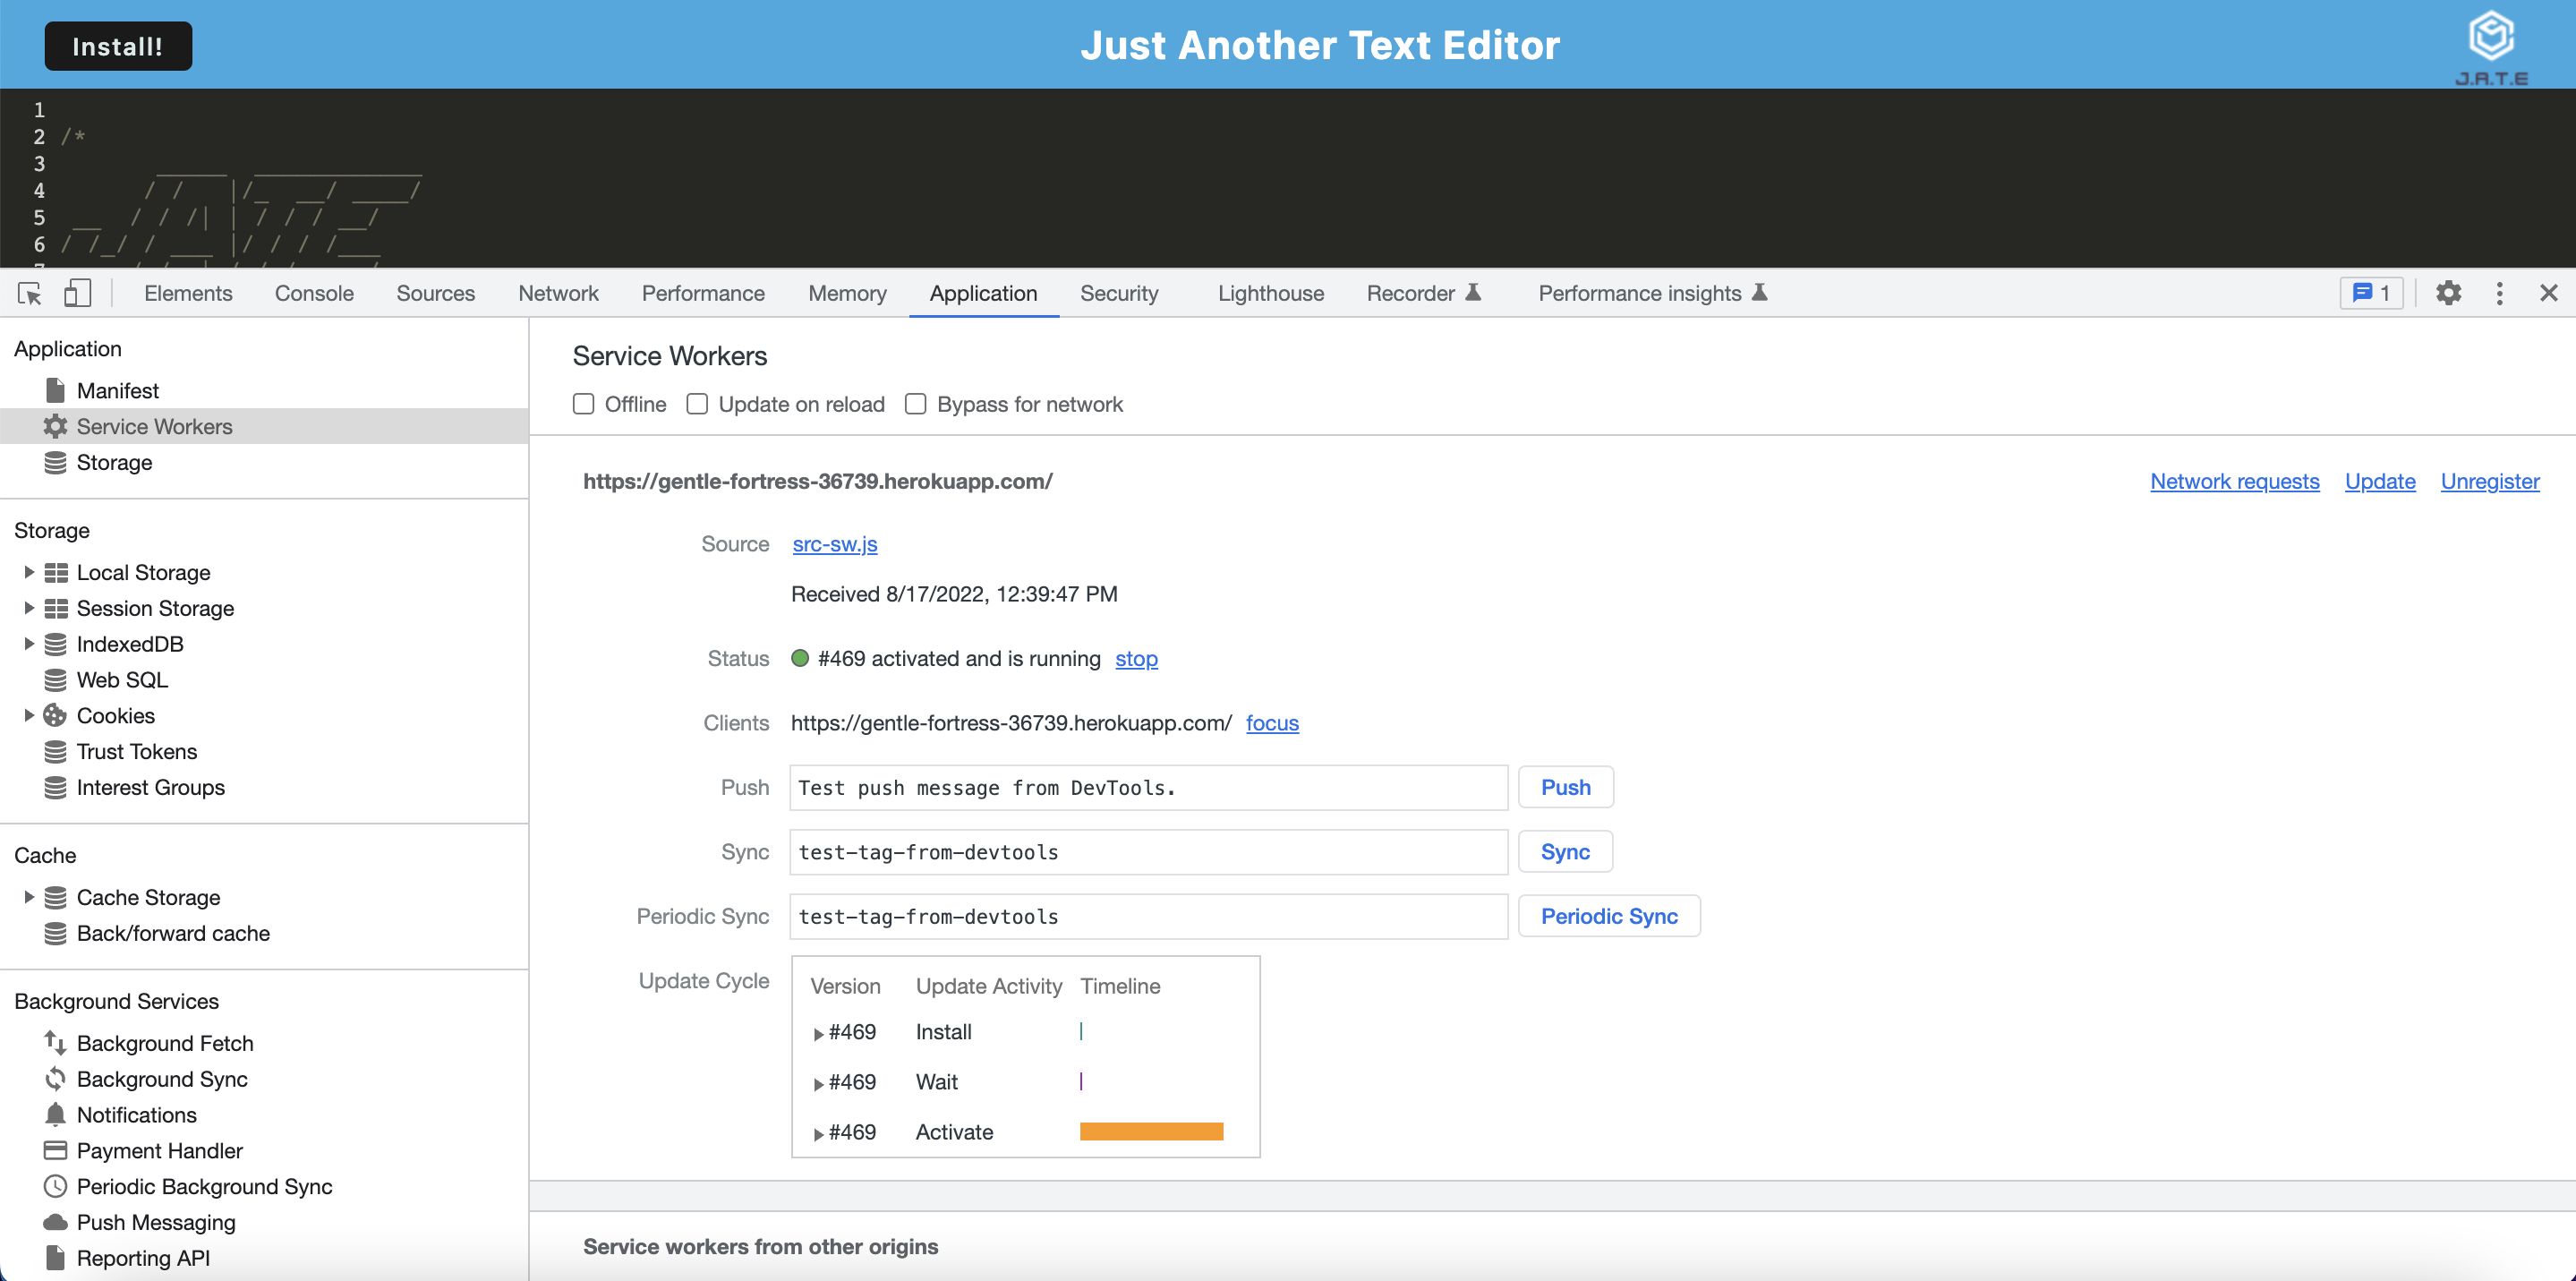 Install!
Just Another Text Editor
J.A.T.E
1
2 /*
3
4
5
6
Elements Console Sources Network Performance Memory Application Security Lighthouse Recorder Performance insights 1
Application
Manifest
Service Workers
Storage
Storage
Local Storage
Session Storage
IndexedDB
Web SQL
Cookies
Trust Tokens
Interest Groups
Cache
Cache Storage
Back/forward cache
Background Services
Background Fetch
Background Sync
Notifications
Payment Handler
Periodic Background Sync
Push Messaging
Reporting API
Service Workers
Offline Update on reload Bypass for network
https://gentle-fortress-36739.herokuapp.com/ Network requests Update Unregister
Source src-sw.js
Received 8/17/2022, 12:39:47 PM
Status #469 activated and is running stop
Clients https://gentle-fortress-36739.herokuapp.com/ focus
Push Test push message from DevTools. Push
Sync test-tag-from-devtools Sync
Periodic Sync test-tag-from-devtools Periodic Sync
Update Cycle Version Update Activity Timeline
#469 Install
#469 Wait
#469 Activate
Service workers from other origins